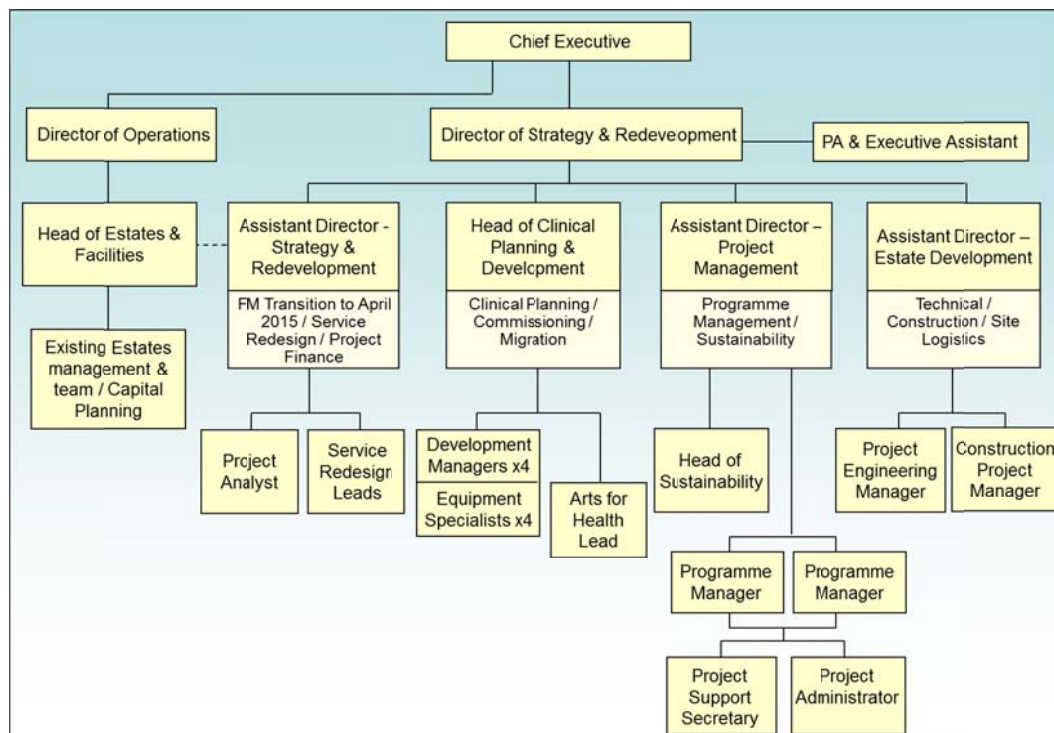 Chief Executive
Director of Operations
Director of Strategy & Redeveopment
PA & Executive Assistant
Head of Estates &
Facilities
Assistant Director -
Strategy &
Redevelopment
FM Transition to April
2015 / Service
Redesign / Project
Finance
Head of Clinical
Planning &
Development
Clinical Planning /
Commissioning /
Migration
Assistant Director –
Project
Management
Programme
Management /
Sustainability
Assistant Director –
Estate Development
Technical /
Construction / Site
Logistics
Existing Estates
management &
team / Capital
Planning
Project
Analyst
Service
Redesign
Leads
Development
Managers x4
Equipment
Specialists x4
Arts for
Health
Lead
Head of
Sustainability
Project
Engineering
Manager
Construction
Project
Manager
Programme
Manager
Programme
Manager
Project
Support
Secretary
Project
Administrator